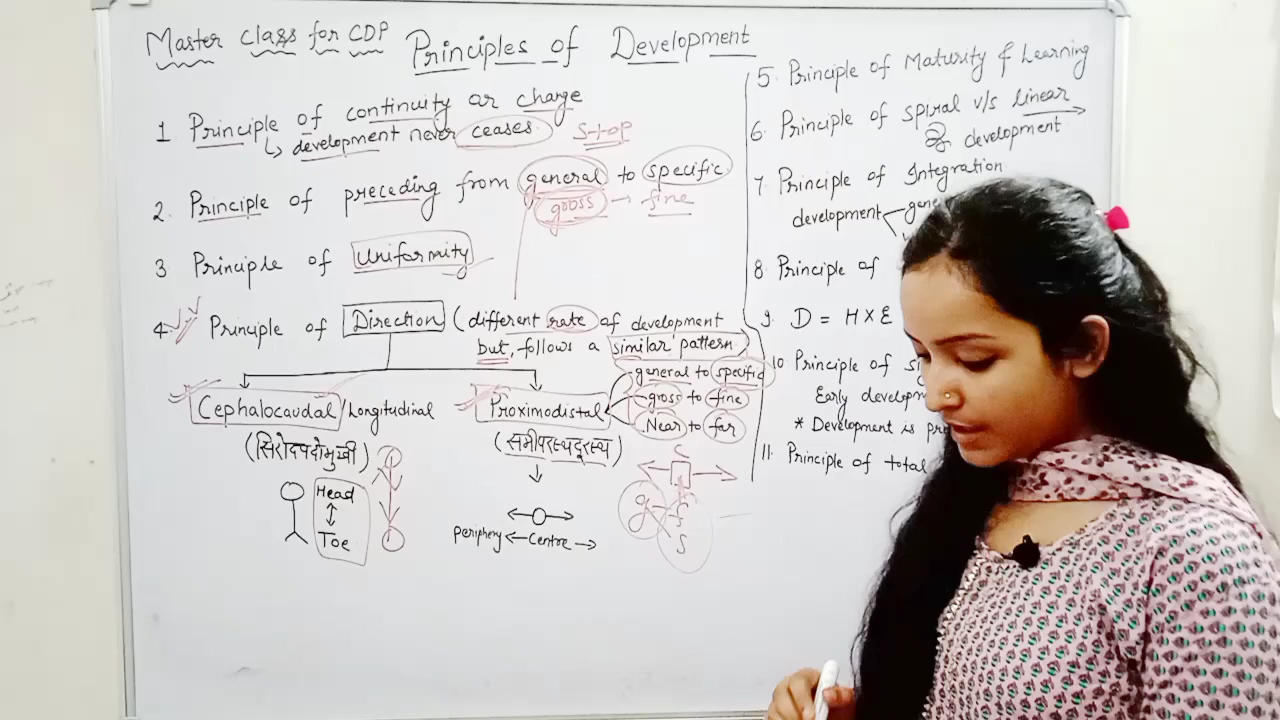 Master class for CDP
Principles of Development
1 Principle of continuity or change
development never ceases. stop
2. Principle of preceding from general to specific
gross → fine
3 Principle of Uniformity
4 Principle of Direction (different rate of development
but, follows a similar pattern)
general to specific
gross to fine
Near to far
Cephalocaudal/Longitudinal
Proximodistal
(सिरोदपदोमुखी)
(समीपस्थदूरस्थ)
Head
Toe
Periphery ← Centre →
g
C
S
S
5. Principle of Maturity & Learning
6. Principle of spiral v/s linear
development
7. Principle of Integration
development
8 Principle of
9. D = H X E
10 Principle of
Early
* Development is
11. Principle of total